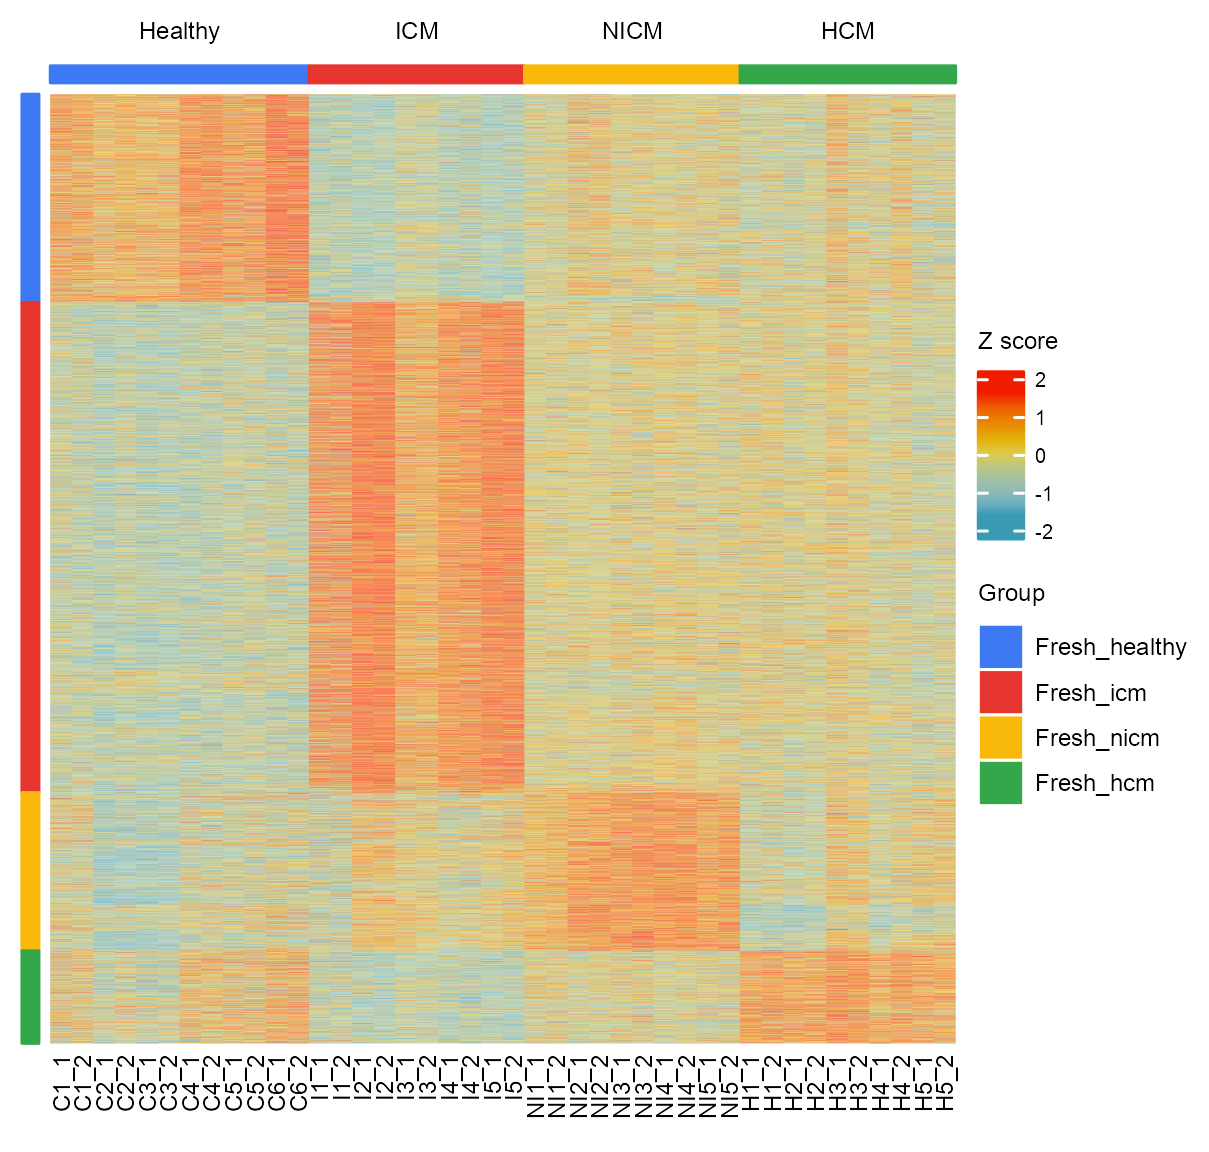 Healthy ICM NICM HCM
Z score
2
1
0
-1
-2
Group
Fresh_healthy
Fresh_icm
Fresh_nicm
Fresh_hcm
C1_1 C1_2 C2_1 C2_2 C3_1 C3_2 C4_1 C4_2 C5_1 C5_2 C6_1 C6_2 I1_1 I1_2 I2_1 I2_2 I3_1 I3_2 I4_1 I4_2 I5_1 I5_2 NI1_1 NI1_2 NI2_1 NI2_2 NI3_1 NI3_2 NI4_1 NI4_2 NI5_1 NI5_2 H1_1 H1_2 H2_1 H2_2 H3_1 H3_2 H4_1 H4_2 H5_1 H5_2